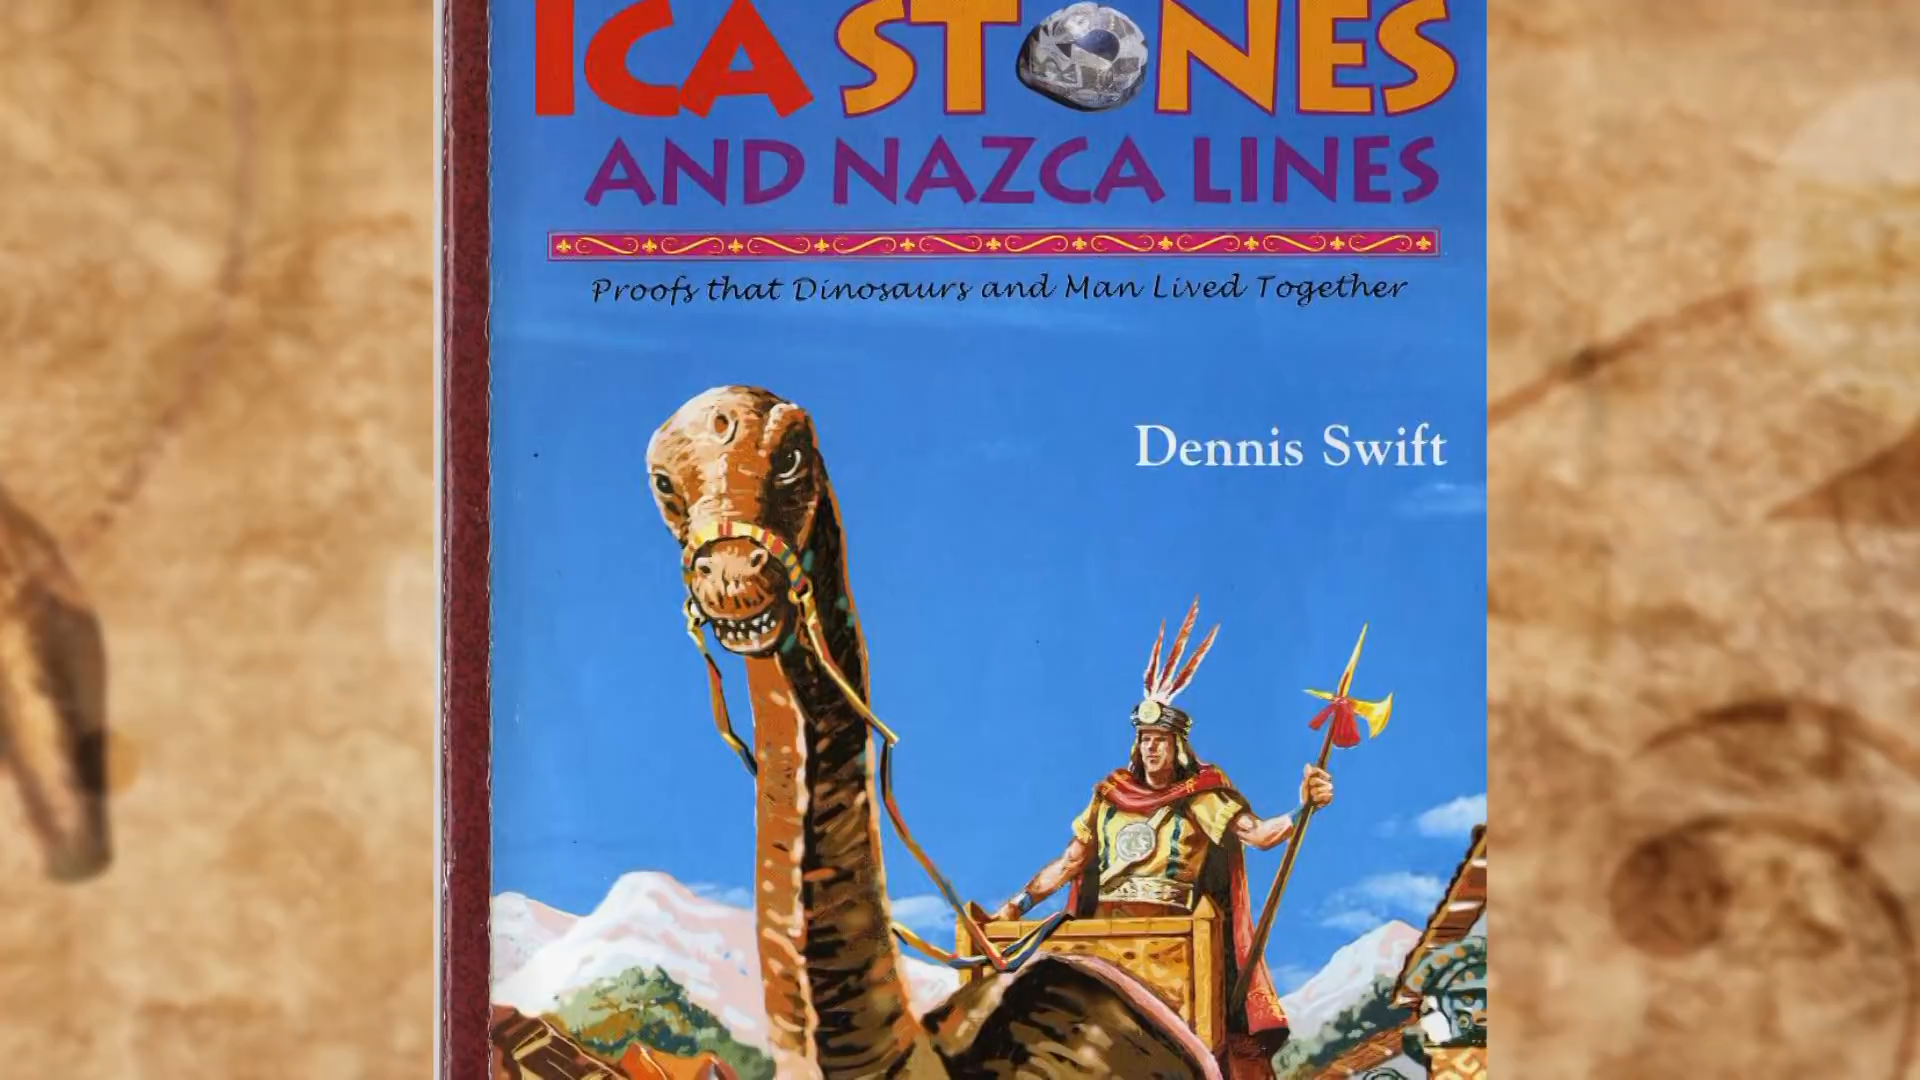 ICA STONES
AND NAZCA LINES
Proofs that Dinosaurs and Man Lived Together
Dennis Swift